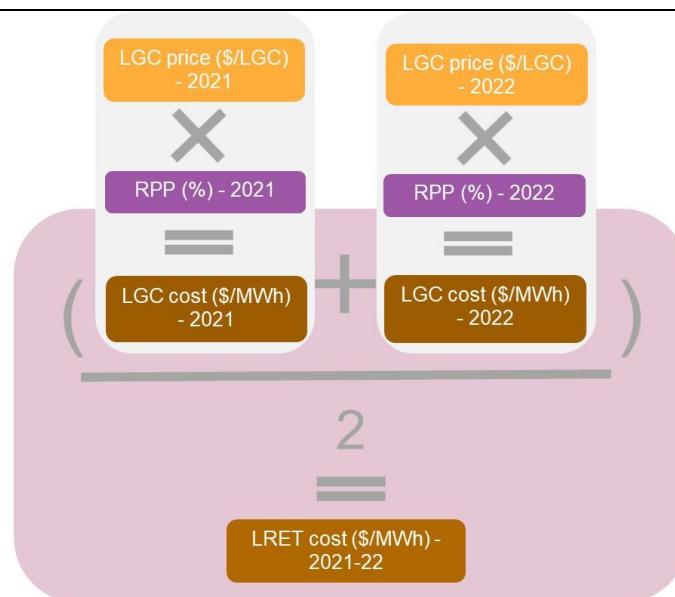 LGC price ($/LGC)
- 2021
×
RPP (%) - 2021
=
LGC cost ($/MWh)
- 2021
+
LGC price ($/LGC)
- 2022
×
RPP (%) - 2022
=
LGC cost ($/MWh)
- 2022
( )
2
=
LRET cost ($/MWh) -
2021-22